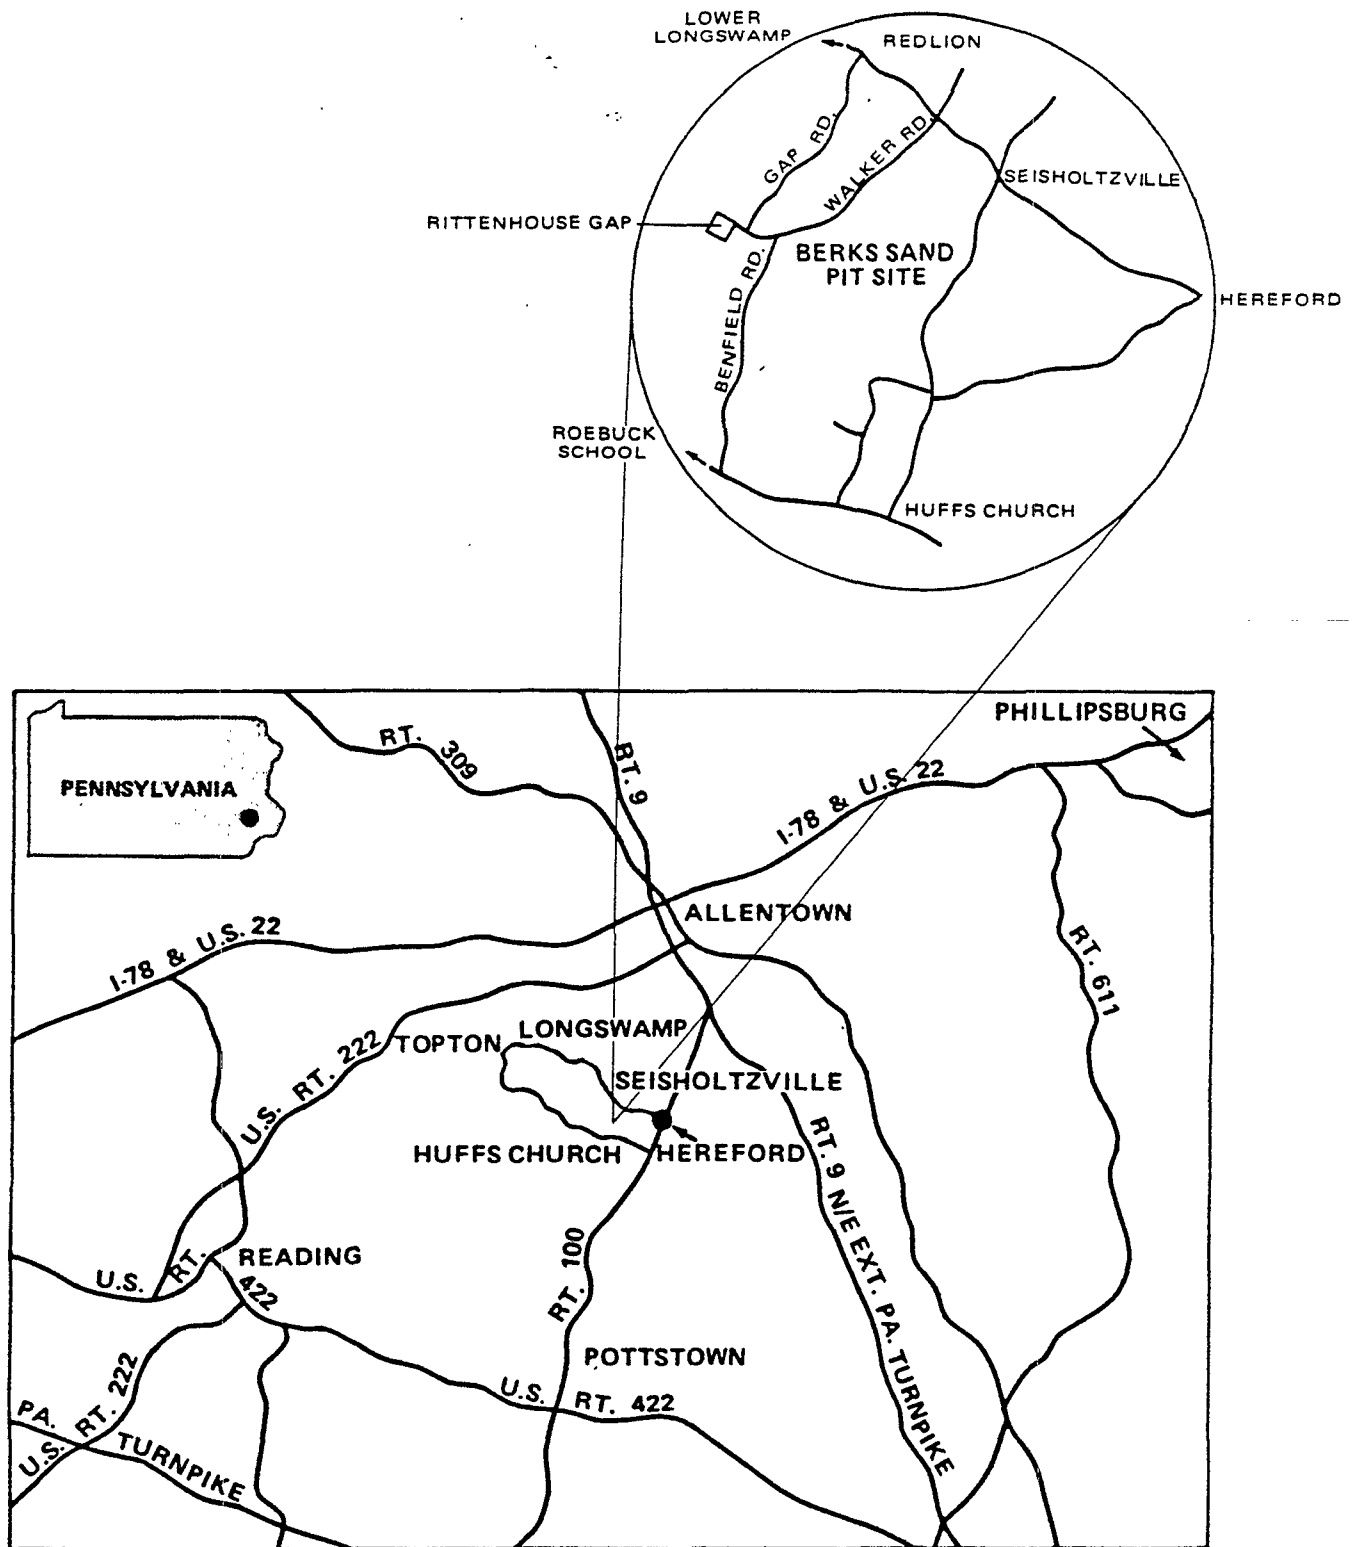 LOWER
LONGSWAMP
REDLION
GAP RD.
WALKER RD.
SEISHOLTZVILLE
RITTENHOUSE GAP
BERKS SAND
PIT SITE
BENFIELD RD.
HEREFORD
ROEBUCK
SCHOOL
HUFFS CHURCH
PHILLIPSBURG
RT. 309
RT. 9
PENNSYLVANIA
I-78 & U.S. 22
ALLENTOWN
I-78 & U.S. 22
RT. 611
LONGSWAMP
TOPTON
U.S. RT. 222
SEISHOLTZVILLE
HUFFS CHURCH
HEREFORD
RT. 9 N/E EXT. PA. TURNPIKE
READING
U.S. RT. 422
RT. 100
POTTSTOWN
U.S. RT. 422
U.S. RT. 222
PA. TURNPIKE